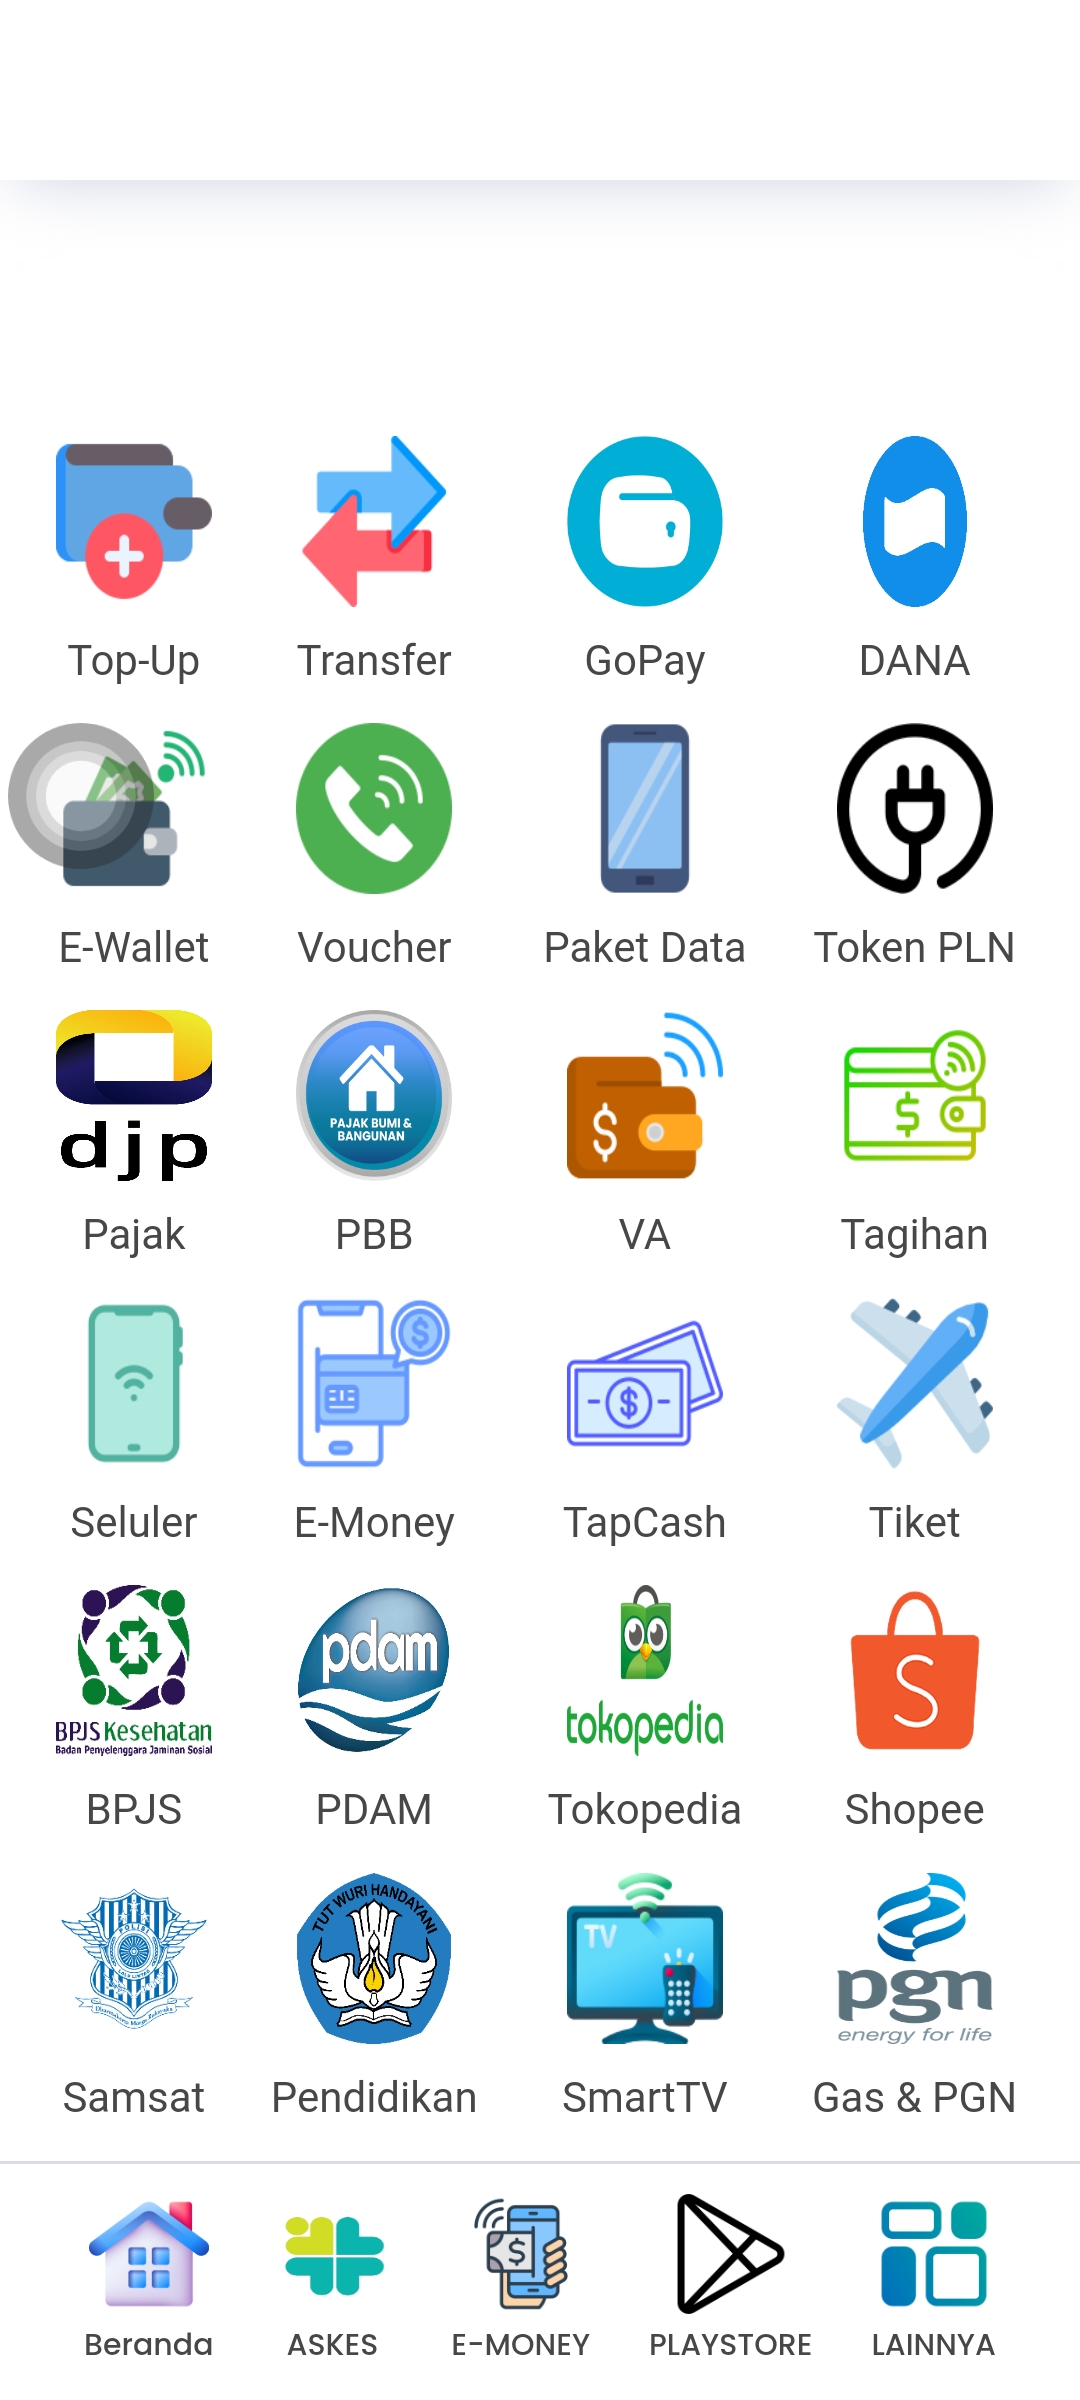 Top-Up
Transfer
GoPay
DANA
E-Wallet
Voucher
Paket Data
Token PLN
djp
PAJAK BUMI &
BANGUNAN
$
Pajak
PBB
VA
Tagihan
Seluler
E-Money
TapCash
Tiket
BPJS Kesehatan
Badan Penyelenggara Jaminan Sosial
pdam
tokopedia
S
BPJS
PDAM
Tokopedia
Shopee
POLISI
TUT WURI HANDAYANI
TV
pgn
energy for life
Samsat
Pendidikan
SmartTV
Gas & PGN
Beranda
ASKES
E-MONEY
PLAYSTORE
LAINNYA